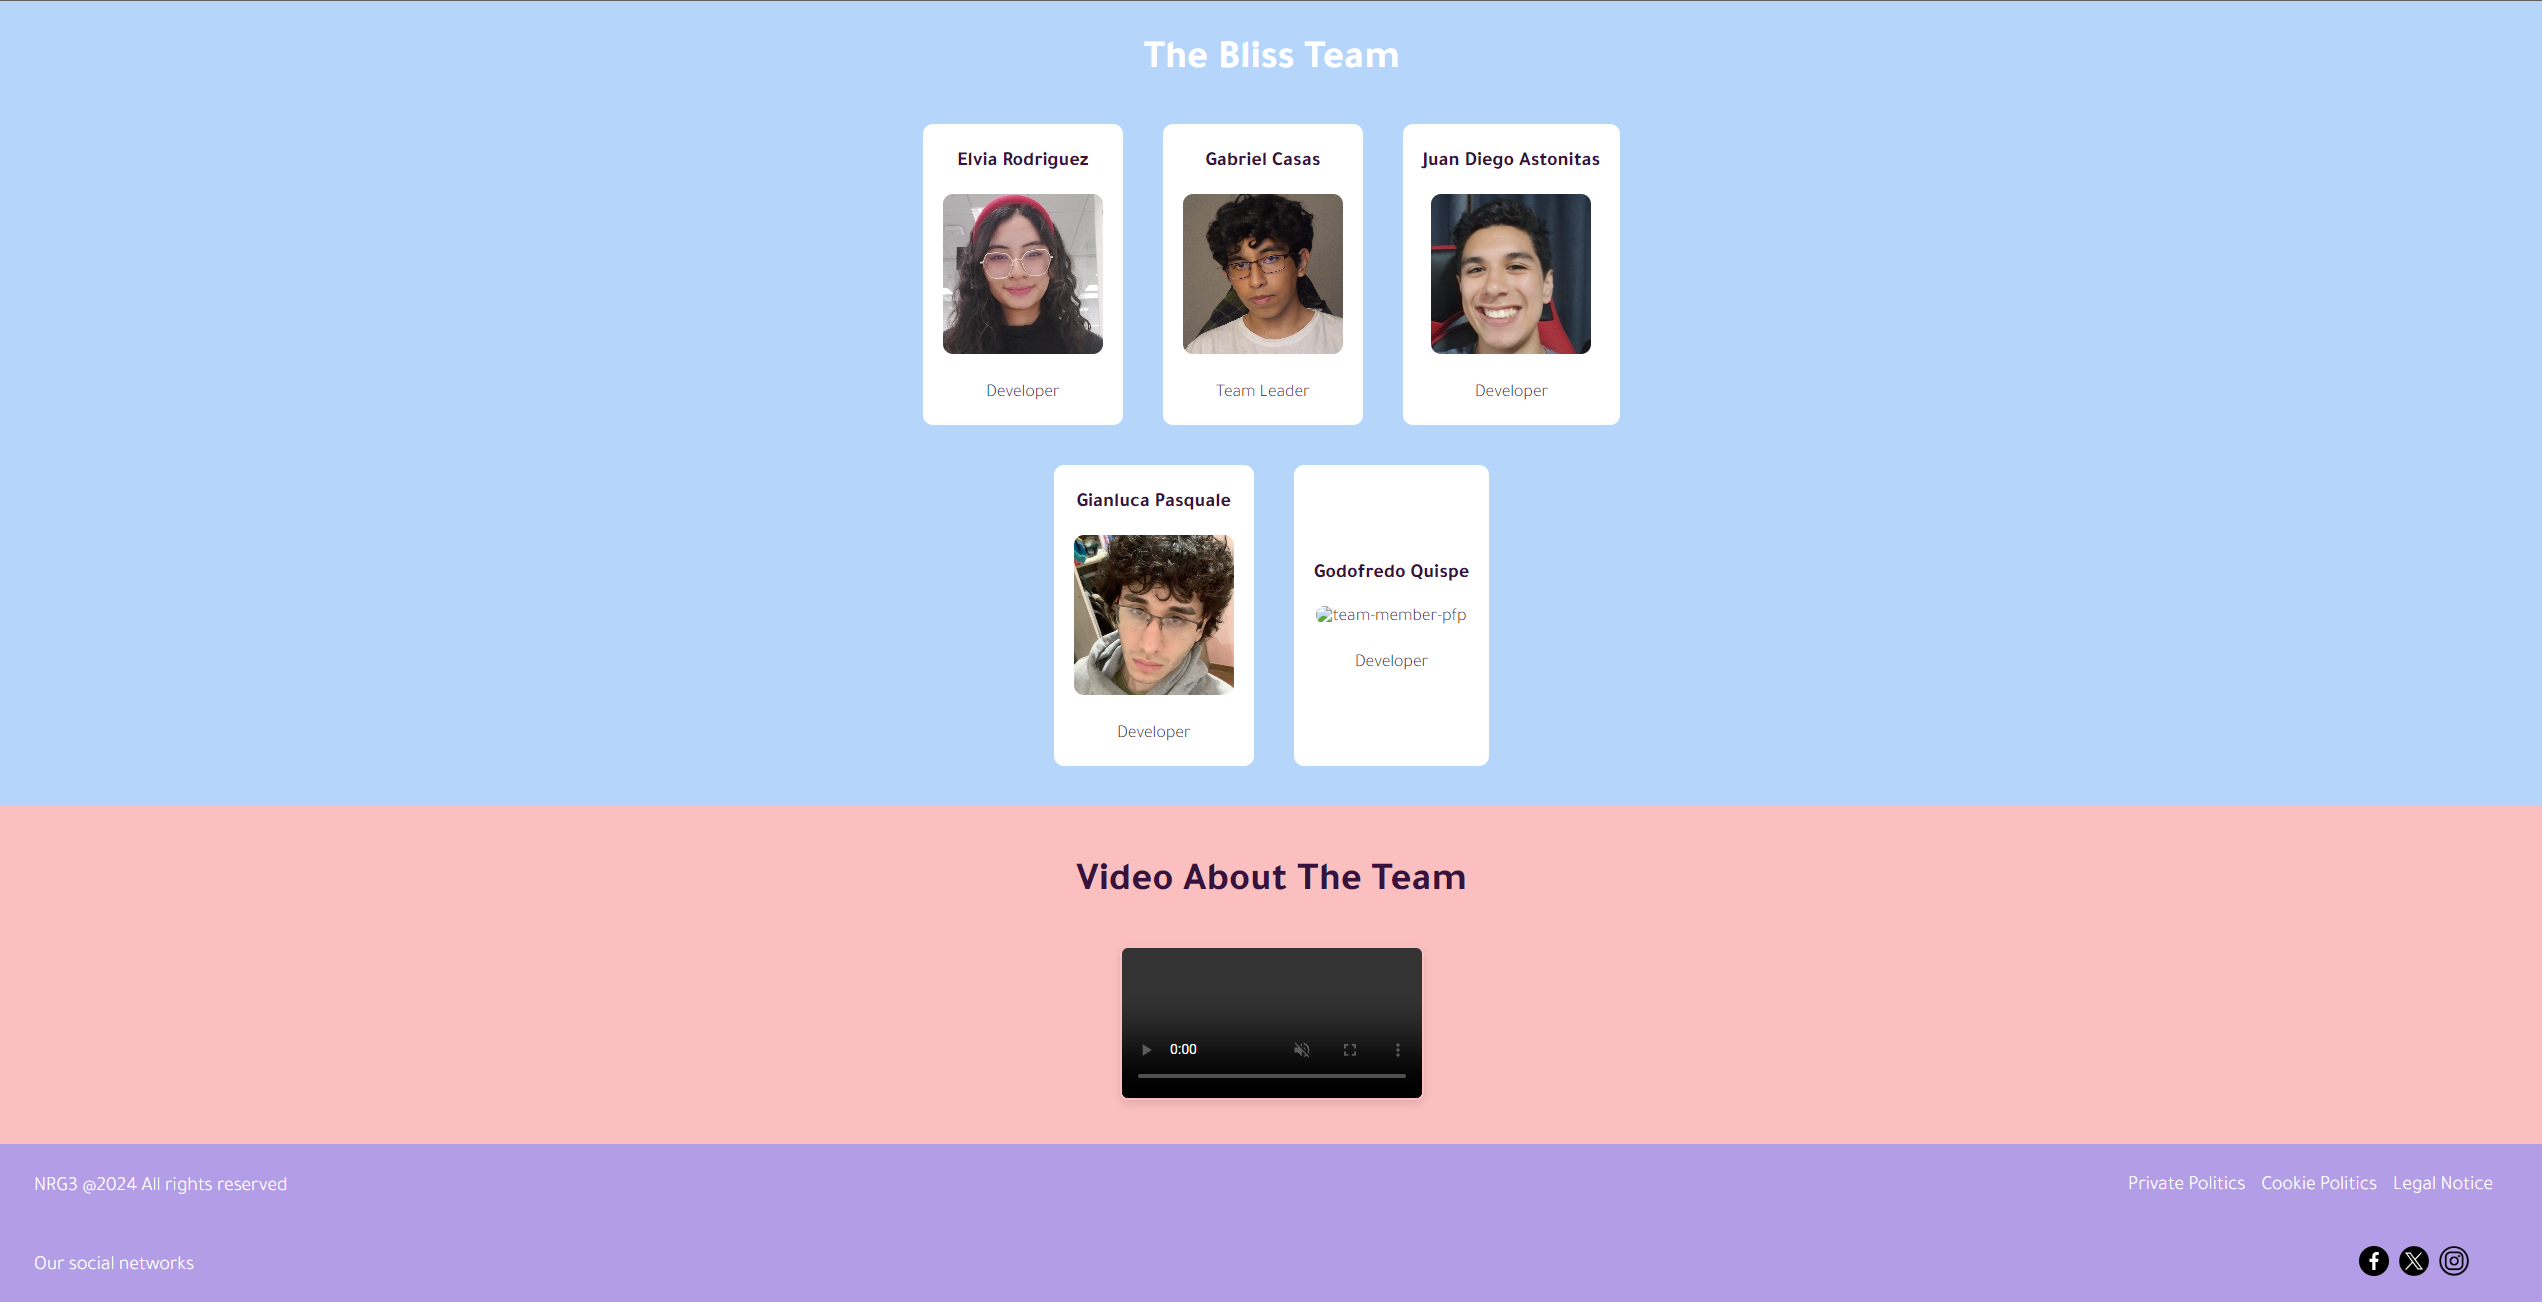 The Bliss Team
Elvia Rodriguez
Gabriel Casas
Juan Diego Astonitas
Developer
Team Leader
Developer
Gianluca Pasquale
Godofredo Quispe
team-member-pfp
Developer
Developer
Video About The Team
0:00
NRG3 @2024 All rights reserved
Private Politics Cookie Politics Legal Notice
Our social networks